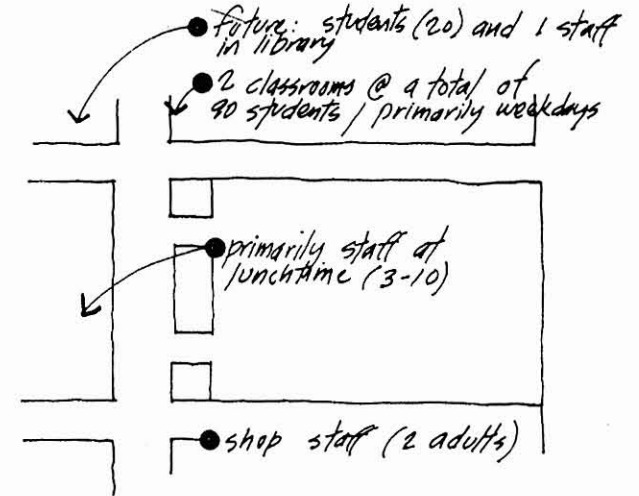 future: students (20) and 1 staff
in library
2 classrooms @ a total of
90 students / primarily weekdays
primarily staff at
lunchtime (3-10)
shop staff (2 adults)